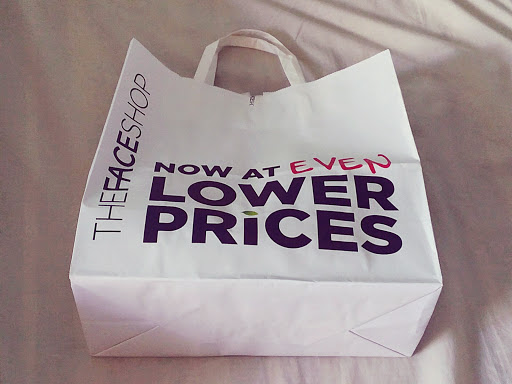 THEFACESHOP
NOW AT EVEN
LOWER
PRiCES